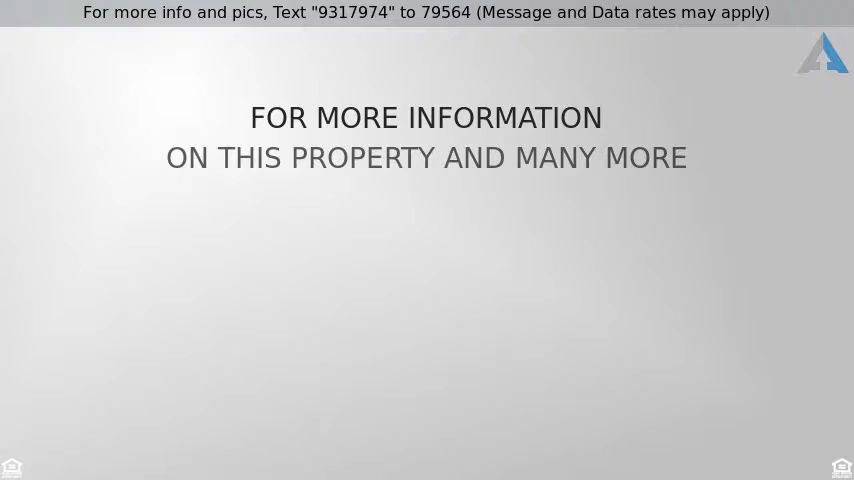 For more info and pics, Text "9317974" to 79564 (Message and Data rates may apply)
FOR MORE INFORMATION
ON THIS PROPERTY AND MANY MORE